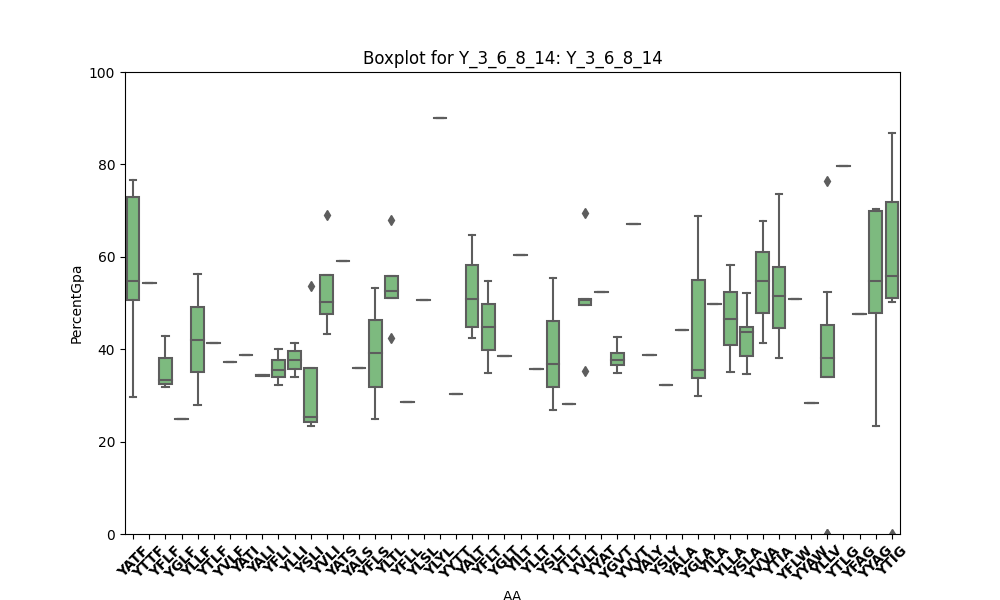 Boxplot for Y_3_6_8_14: Y_3_6_8_14
100
80
60
40
20
0
PercentGpa
YATF
YTTF
YFLF
YGLF
YLLF
YTLF
YVLF
YATI
YALI
YFLI
YLLI
YSLI
YVLI
YATS
YALS
YFLS
YLTL
YFLL
YLSL
YLYL
YYTT
YALT
YFLT
YGLT
YILT
YLLT
YSLT
YTLT
YVLT
YYAT
YGVT
YVVT
YALY
YSLY
YALA
YGLA
YILA
YLLA
YSLA
YVVA
YTIA
YFLW
YYAW
YLLV
YTLG
YFAG
YYAG
YTIG
AA